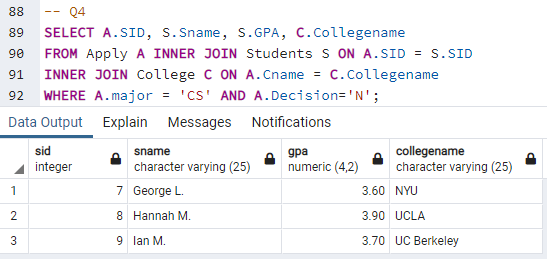 88 -- Q4
89 SELECT A.SID, S.Sname, S.GPA, C.Collegename
90 FROM Apply A INNER JOIN Students S ON A.SID = S.SID
91 INNER JOIN College C ON A.Cname = C.Collegename
92 WHERE A.major = 'CS' AND A.Decision='N';
Data Output Explain Messages Notifications
sid sname gpa collegename
integer character varying (25) numeric (4,2) character varying (25)
1 7 George L. 3.60 NYU
2 8 Hannah M. 3.90 UCLA
3 9 Ian M. 3.70 UC Berkeley